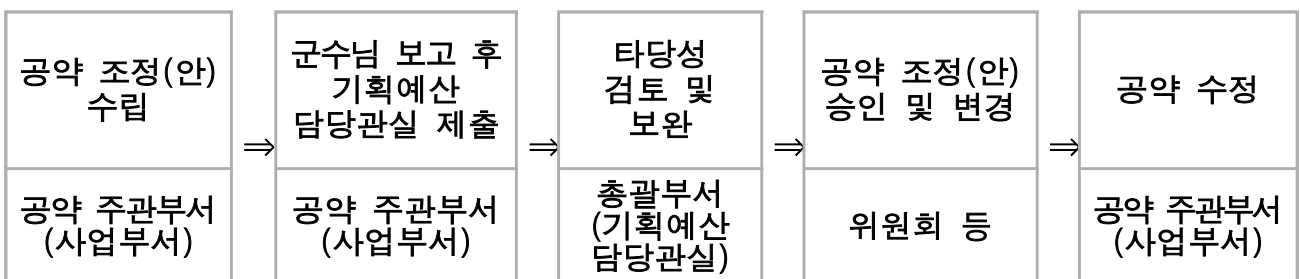 공약 조정(안)
수립
공약 주관부서
(사업부서)
⇒
군수님 보고 후
기획예산
담당관실 제출
공약 주관부서
(사업부서)
⇒
타당성
검토 및
보완
총괄부서
(기획예산
담당관실)
⇒
공약 조정(안)
승인 및 변경
위원회 등
⇒
공약 수정
공약 주관부서
(사업부서)